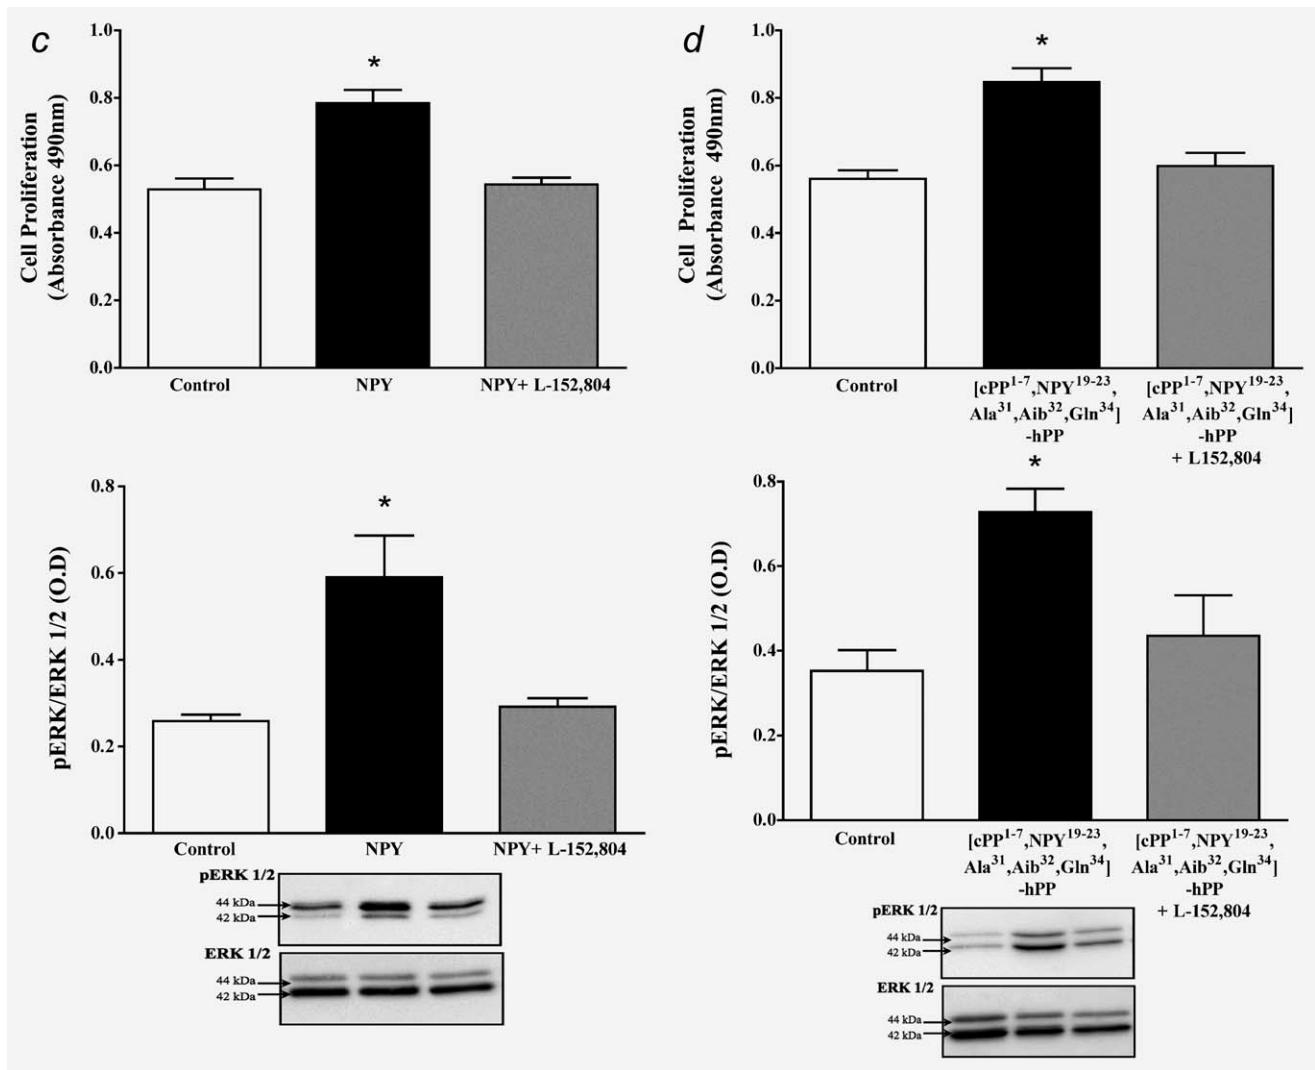 c
Cell Proliferation
(Absorbance 490nm)
1.0
0.8
0.6
0.4
0.2
0.0
*
Control
NPY
NPY+ L-152,804
pERK/ERK 1/2 (O.D)
0.8
0.6
0.4
0.2
0.0
*
Control
NPY
NPY+ L-152,804
pERK 1/2
44 kDa
42 kDa
ERK 1/2
44 kDa
42 kDa
d
Cell Proliferation
(Absorbance 490nm)
1.0
0.8
0.6
0.4
0.2
0.0
*
Control
[cPP1-7,NPY19-23,
Ala31,Aib32,Gln34]
-hPP
[cPP1-7,NPY19-23,
Ala31,Aib32,Gln34]
-hPP
+ L152,804
pERK/ERK 1/2 (O.D)
0.8
0.6
0.4
0.2
0.0
*
Control
[cPP1-7,NPY19-23,
Ala31,Aib32,Gln34]
-hPP
[cPP1-7,NPY19-23,
Ala31,Aib32,Gln34]
-hPP
+ L-152,804
pERK 1/2
44 kDa
42 kDa
ERK 1/2
44 kDa
42 kDa